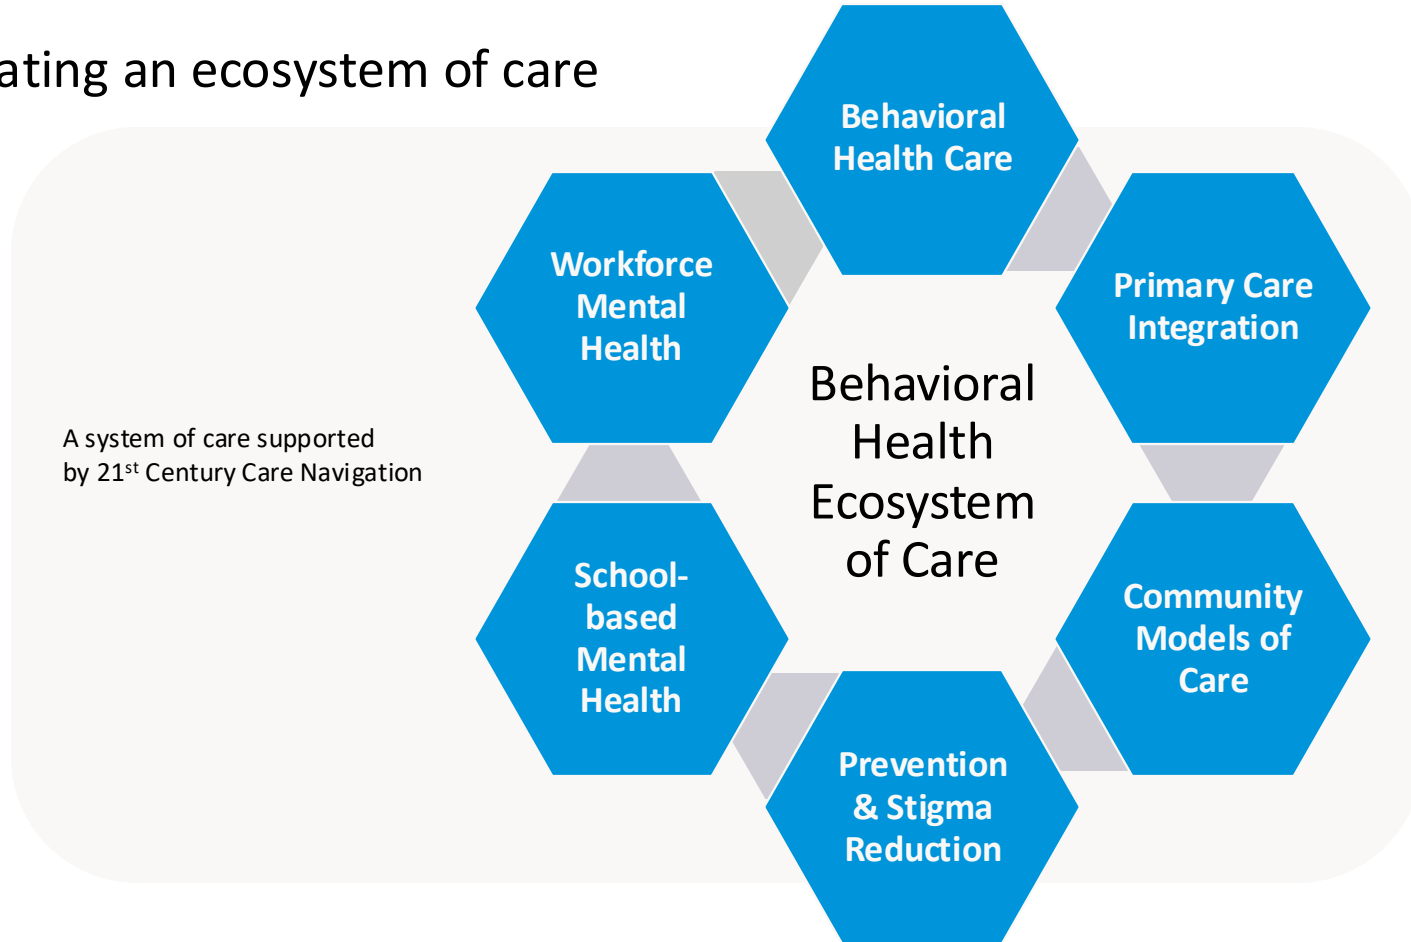 ating an ecosystem of care
Behavioral
Health Care
Workforce
Mental
Health
Primary Care
Integration
Behavioral
Health
Ecosystem
of Care
A system of care supported
by 21st Century Care Navigation
School-
based
Mental
Health
Community
Models of
Care
Prevention
& Stigma
Reduction